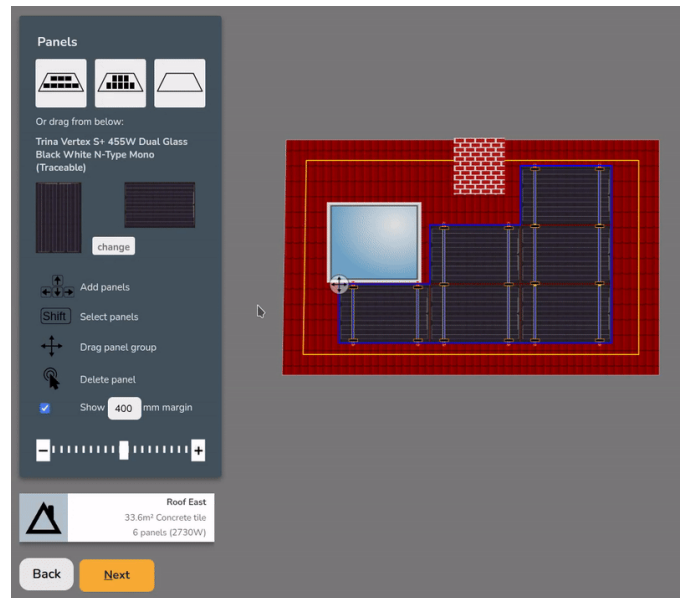 Panels
Or drag from below:
Trina Vertex S+ 455W Dual Glass
Black White N-Type Mono
(Traceable)
change
Add panels
Shift Select panels
Drag panel group
Delete panel
Show 400 mm margin
Roof East
33.6m² Concrete tile
6 panels (2730W)
Back Next